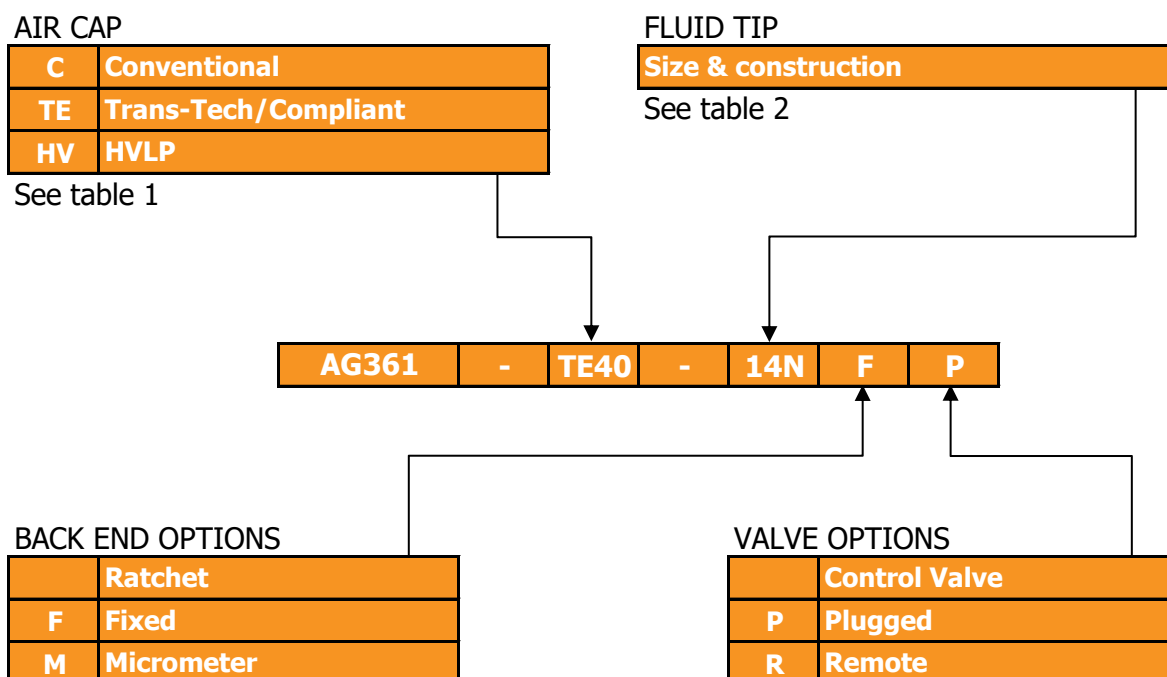 AIR CAP
C Conventional
TE Trans-Tech/Compliant
HV HVLP
See table 1
FLUID TIP
Size & construction
See table 2
AG361 - TE40 - 14N F P
BACK END OPTIONS
Ratchet
F Fixed
M Micrometer
VALVE OPTIONS
Control Valve
P Plugged
R Remote